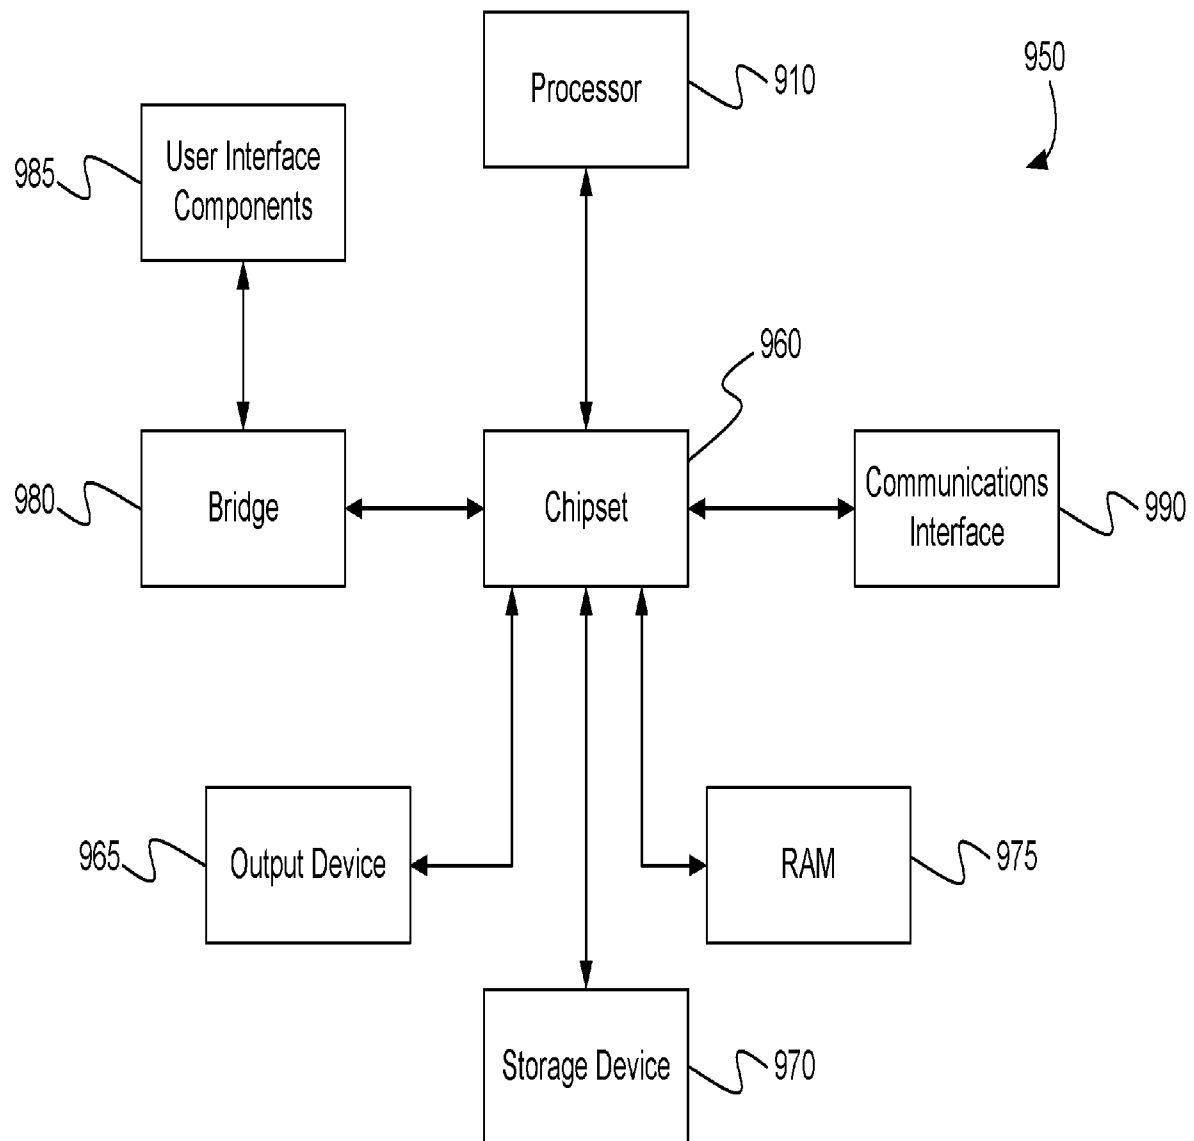 Processor
910
950
985
User Interface
Components
960
980
Bridge
Chipset
Communications
Interface
990
965
Output Device
RAM
975
Storage Device
970